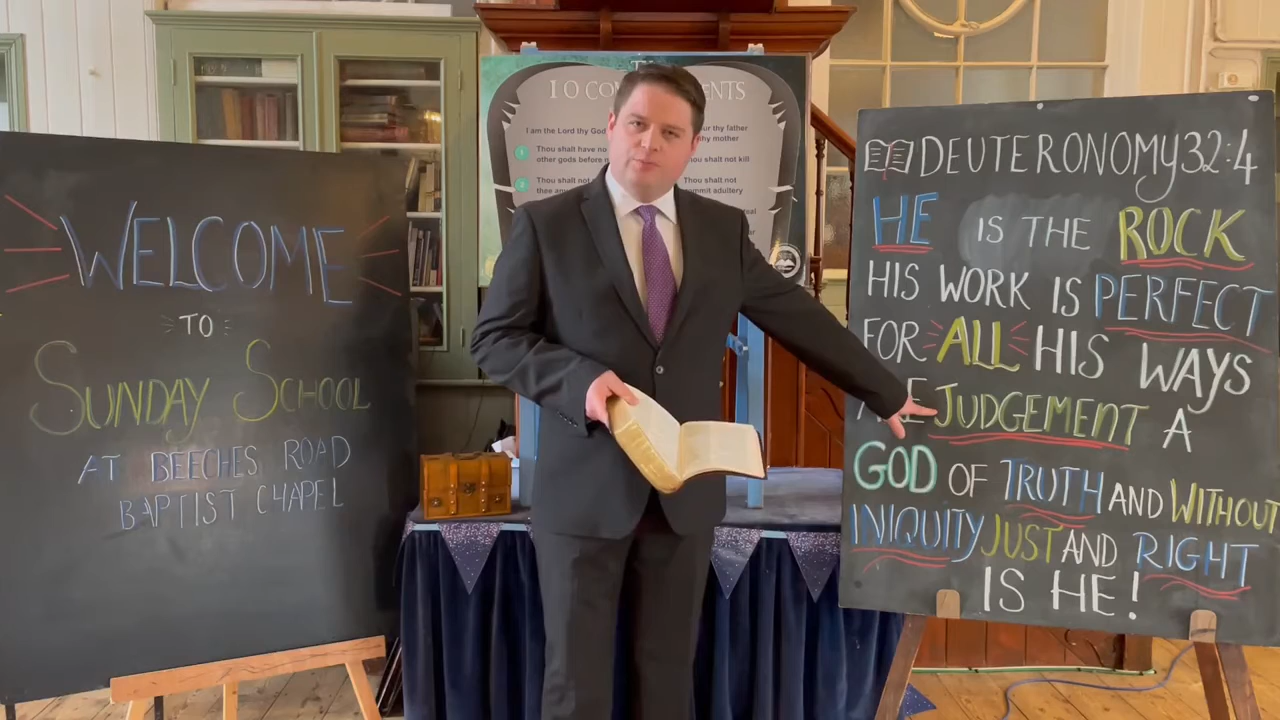 WELCOME
TO
SUNDAY SCHOOL
AT BEECHES ROAD
BAPTIST CHAPEL
10
I am the Lord thy God
1 Thou shalt have no
other gods before
2 Thou shalt not
thy father
thy mother
Thou shalt not kill
Thou shalt not
commit adultery
DEUTERONOMY 32:4
HE IS THE ROCK
HIS WORK IS PERFECT
FOR ALL HIS WAYS
JUDGEMENT A
GOD OF TRUTH AND WITHOUT
INIQUITY JUST AND RIGHT
IS HE!